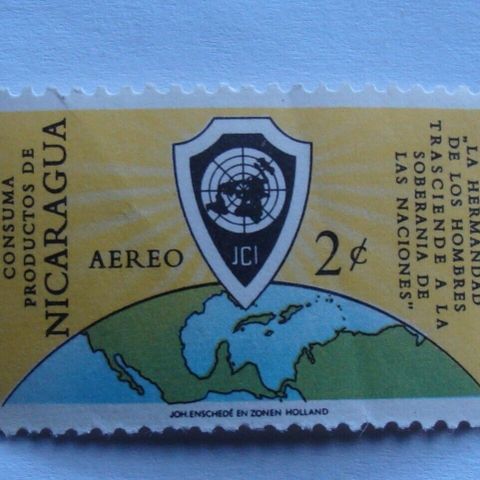 CONSUMA
PRODUCTOS DE
NICARAGUA
AEREO
JCI
2¢
"LA HERMANDAD
DE LOS HOMBRES
TRASCIENDE A LA
SOBERANIA DE
LAS NACIONES"
JOH.ENSCHEDÉ EN ZONEN HOLLAND